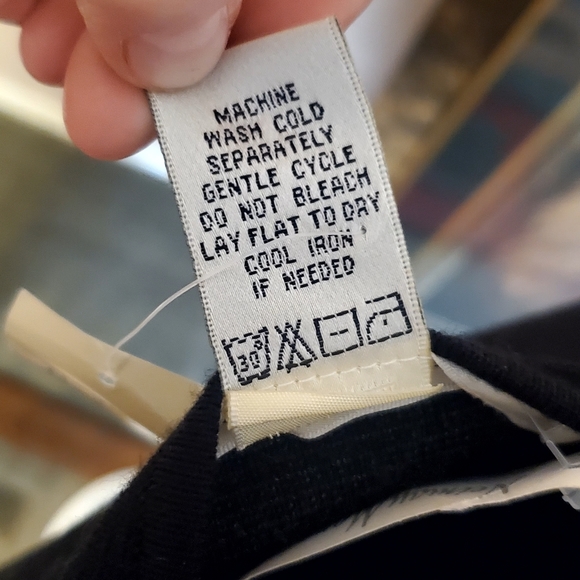 MACHINE
WASH COLD
SEPARATELY
GENTLE CYCLE
DO NOT BLEACH
LAY FLAT TO DRY
COOL IRON
IF NEEDED
30°